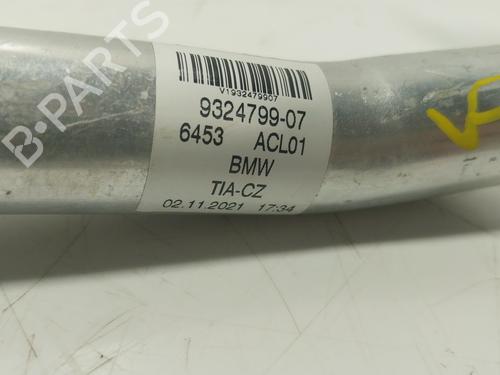 B-PARTS
V1932479907
9324799-07
6453 ACL01
BMW
TIA-CZ
02.11.2021 17:34